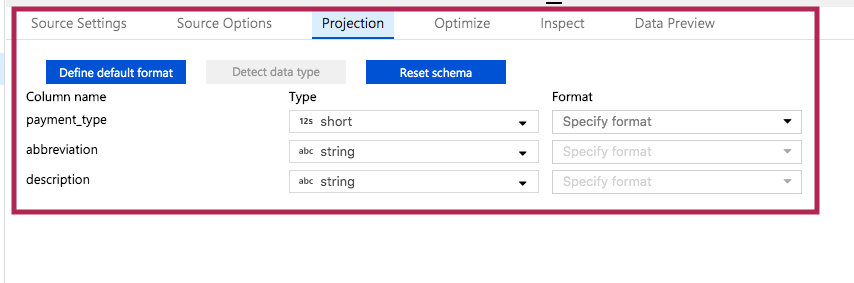 Source Settings Source Options Projection Optimize Inspect Data Preview
Define default format Detect data type Reset schema
Column name Type Format
payment_type 12s short Specify format
abbreviation abc string Specify format
description abc string Specify format